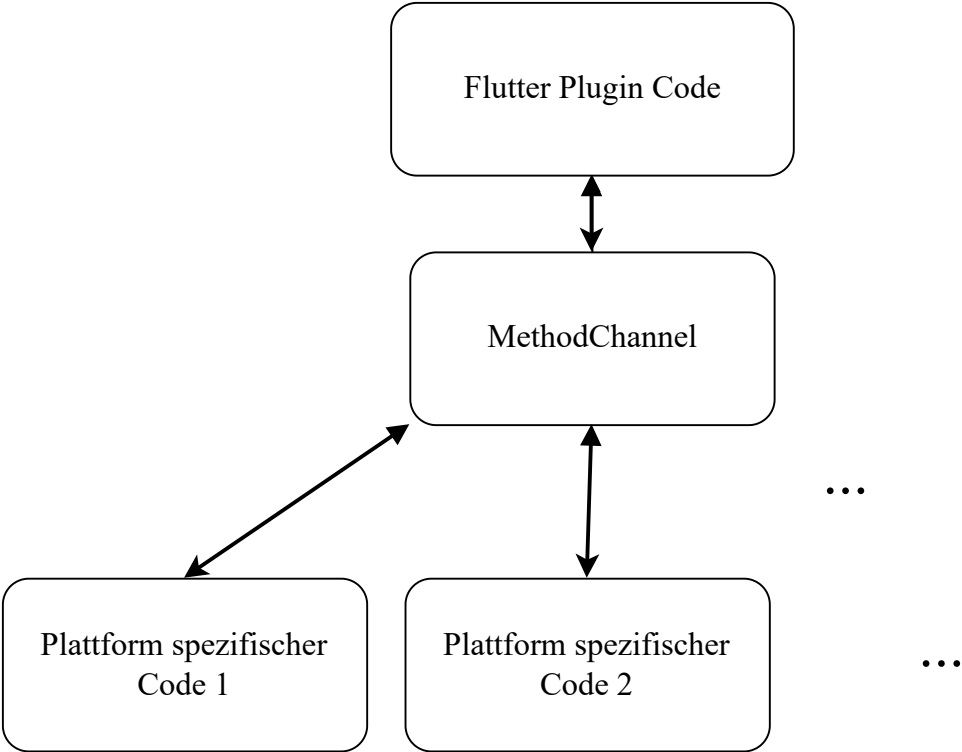 Flutter Plugin Code
MethodChannel
...
Plattform spezifischer
Code 1
Plattform spezifischer
Code 2
...